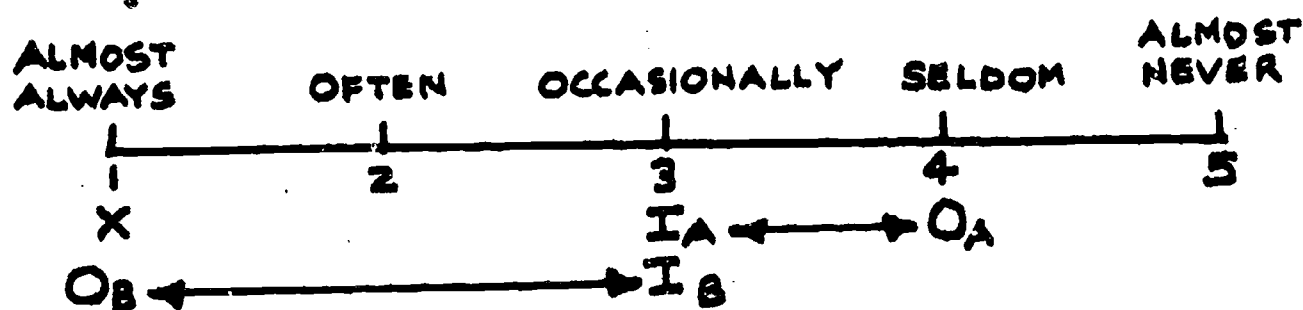 ALMOST ALWAYS OFTEN OCCASIONALLY SELDOM ALMOST NEVER
1 2 3 4 5
X IA OA
OB IB